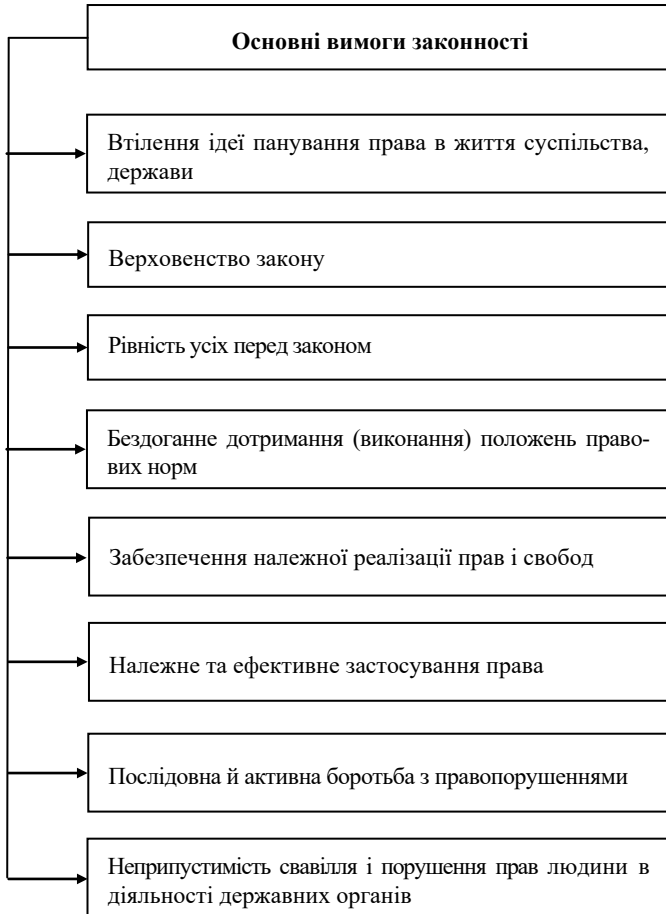 Основні вимоги законності
Втілення ідеї панування права в життя суспільства,
держави
Верховенство закону
Рівність усіх перед законом
Бездоганне дотримання (виконання) положень право-
вих норм
Забезпечення належної реалізації прав і свобод
Належне та ефективне застосування права
Послідовна й активна боротьба з правопорушеннями
Неприпустимість свавілля і порушення прав людини в
діяльності державних органів